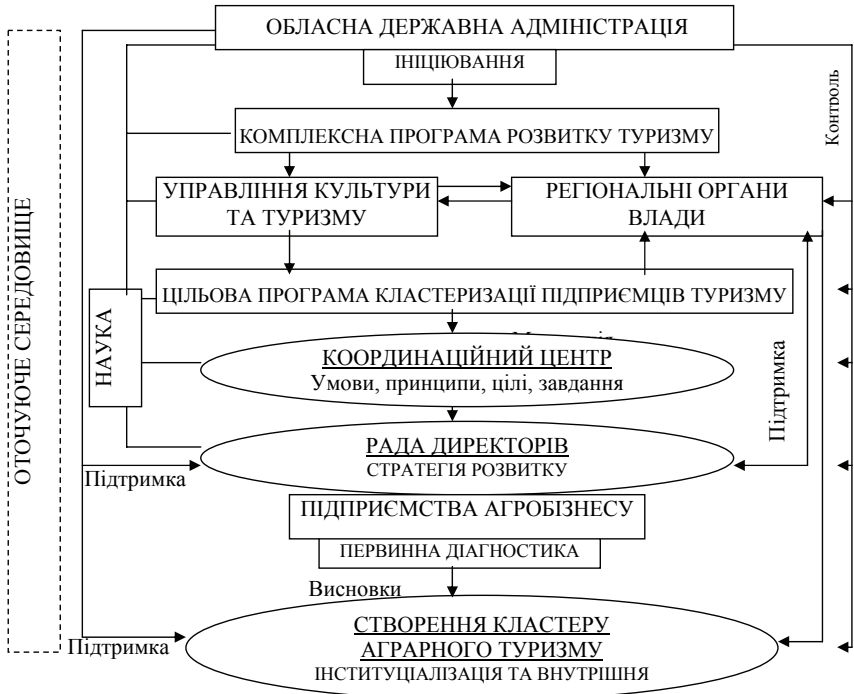 ОБЛАСНА ДЕРЖАВНА АДМІНІСТРАЦІЯ
ІНІЦІЮВАННЯ
Контроль
КОМПЛЕКСНА ПРОГРАМА РОЗВИТКУ ТУРИЗМУ
УПРАВЛІННЯ КУЛЬТУРИ
ТА ТУРИЗМУ
РЕГІОНАЛЬНІ ОРГАНИ
ВЛАДИ
ОТОЧУЮЧЕ СЕРЕДОВИЩЕ
НАУКА
ЦІЛЬОВА ПРОГРАМА КЛАСТЕРИЗАЦІЇ ПІДПРИЄМЦІВ ТУРИЗМУ
КООРДИНАЦІЙНИЙ ЦЕНТР
Умови, принципи, цілі, завдання
Підтримка
РАДА ДИРЕКТОРІВ
СТРАТЕГІЯ РОЗВИТКУ
Підтримка
ПІДПРИЄМСТВА АГРОБІЗНЕСУ
ПЕРВИННА ДІАГНОСТИКА
Висновки
СТВОРЕННЯ КЛАСТЕРУ
АГРАРНОГО ТУРИЗМУ
ІНСТИТУЦІАЛІЗАЦІЯ ТА ВНУТРІШНЯ
Підтримка